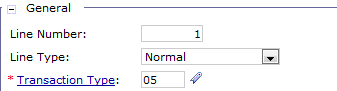 General
Line Number: 1
Line Type: Normal
* Transaction Type: 05